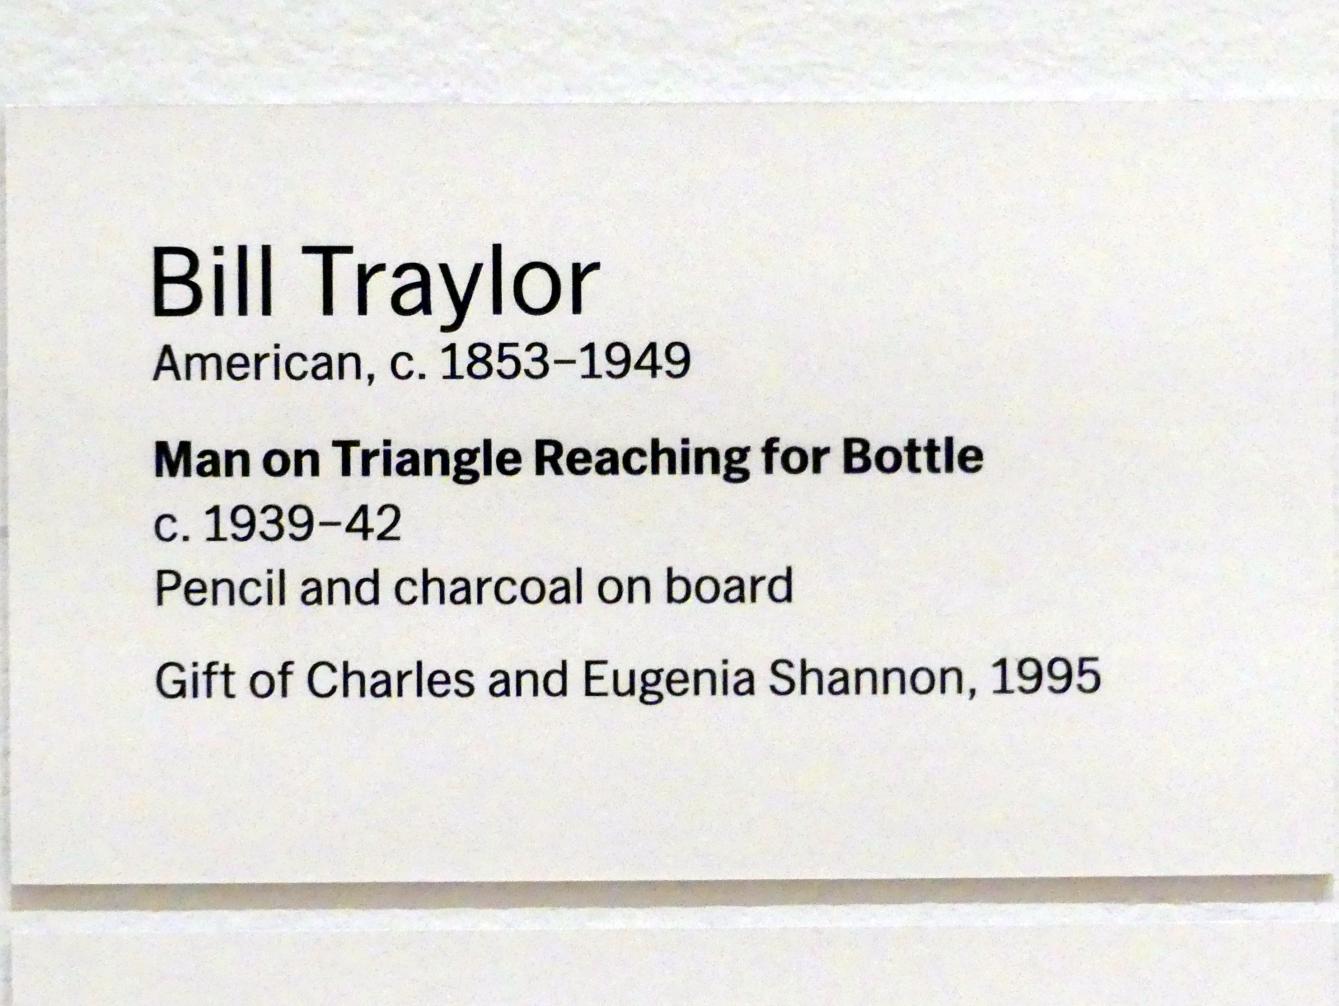 Bill Traylor
American, c. 1853–1949
Man on Triangle Reaching for Bottle
c. 1939–42
Pencil and charcoal on board
Gift of Charles and Eugenia Shannon, 1995